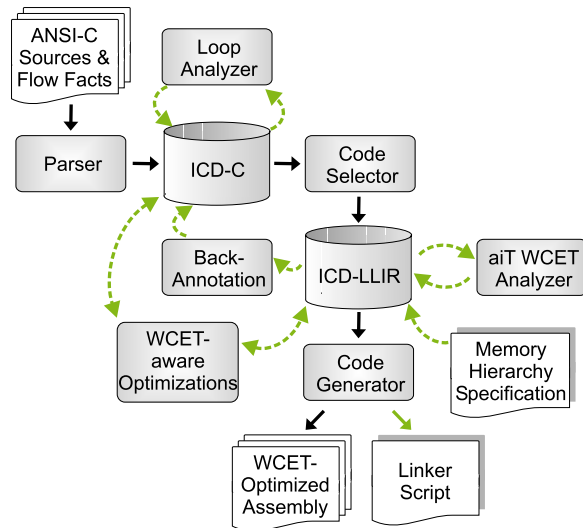 ANSI-C
Sources &
Flow Facts
Loop
Analyzer
Parser
ICD-C
Code
Selector
Back-
Annotation
ICD-LLIR
aiT WCET
Analyzer
WCET-
aware
Optimizations
Code
Generator
Memory
Hierarchy
Specification
WCET-
Optimized
Assembly
Linker
Script